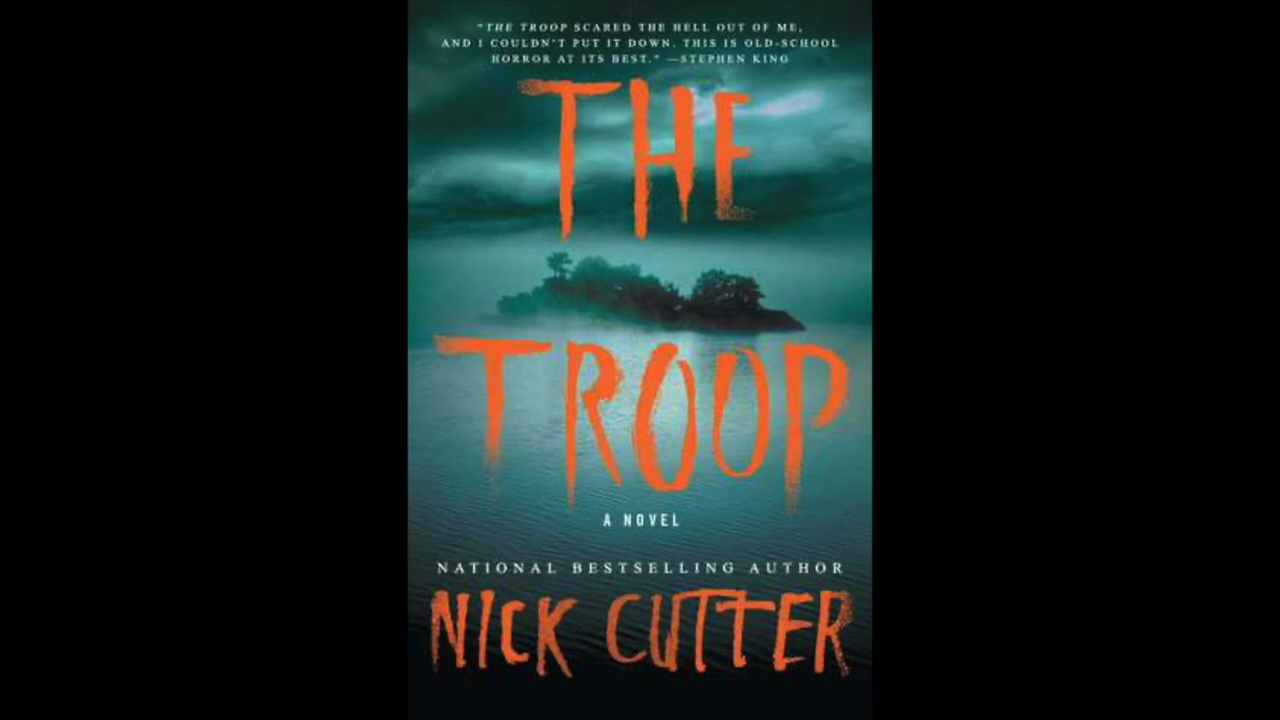 "THE TROOP SCARED THE HELL OUT OF ME,
AND I COULDN'T PUT IT DOWN. THIS IS OLD-SCHOOL
HORROR AT ITS BEST." —STEPHEN KING
THE
TROOP
A NOVEL
NATIONAL BESTSELLING AUTHOR
NICK CUTTER